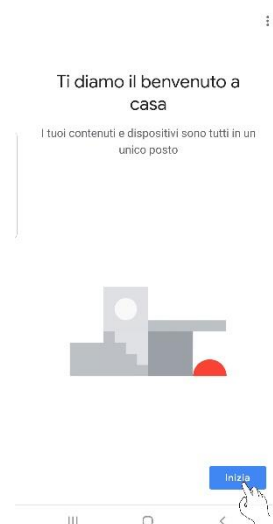 Ti diamo il benvenuto a
casa
I tuoi contenuti e dispositivi sono tutti in un
unico posto
Inizia